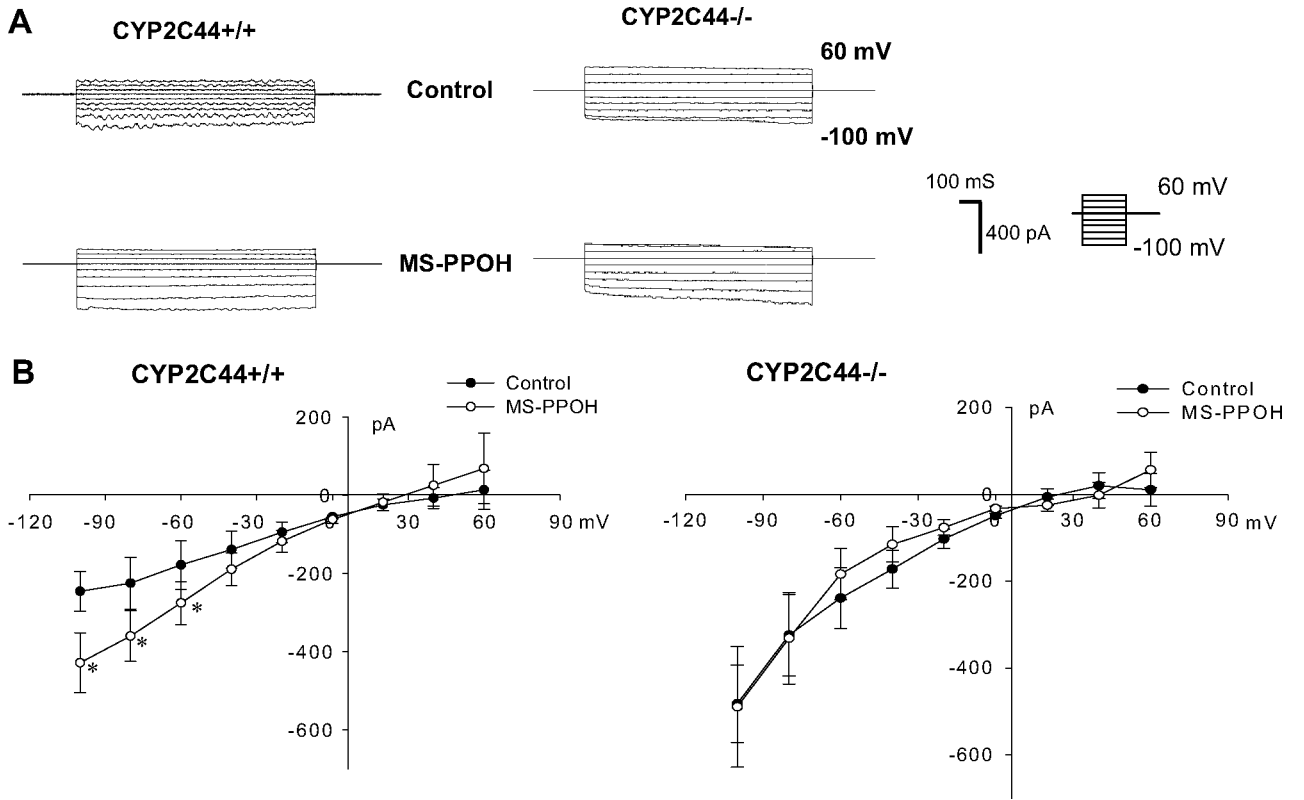 A
CYP2C44+/+
CYP2C44-/-
60 mV
Control
-100 mV
100 mS
400 pA
60 mV
-100 mV
MS-PPOH
B
CYP2C44+/+
Control
MS-PPOH
200
pA
0
-120
-90
-60
-30
30
60
90 mV
-200
*
*
*
-400
-600
CYP2C44-/-
Control
MS-PPOH
200
pA
0
-120
-90
-60
-30
0
30
60
90
mV
-200
-400
-600